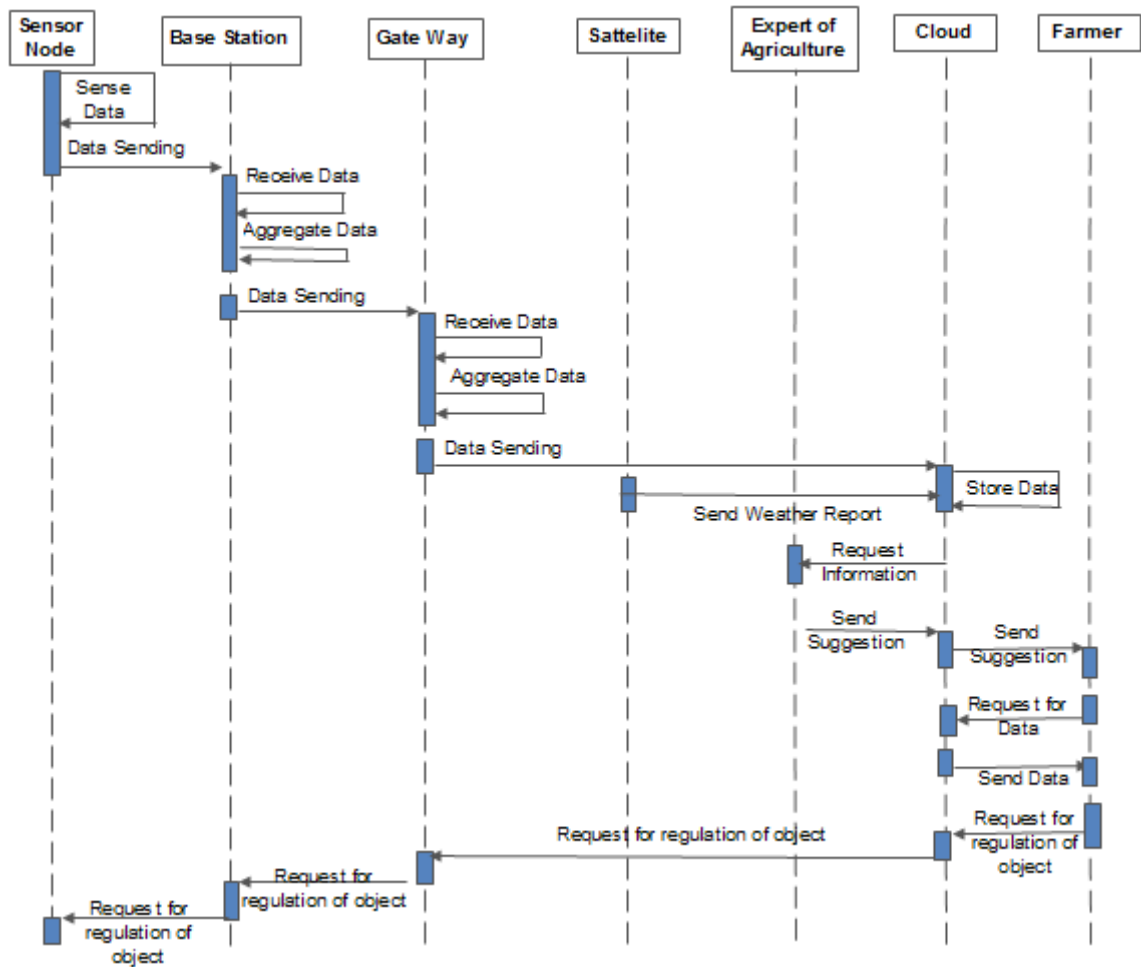 Sensor
Node
Base Station
Gate Way
Sattelite
Expert of
Agriculture
Cloud
Farmer
Sense
Data
Data Sending
Receive Data
Aggregate Data
Data Sending
Receive Data
Aggregate Data
Data Sending
Store Data
Send Weather Report
Request
Information
Send
Suggestion
Send
Suggestion
Request for
Data
Send Data
Request for
regulation of
object
Request for regulation of object
Request for
regulation of object
Request for
regulation of
object